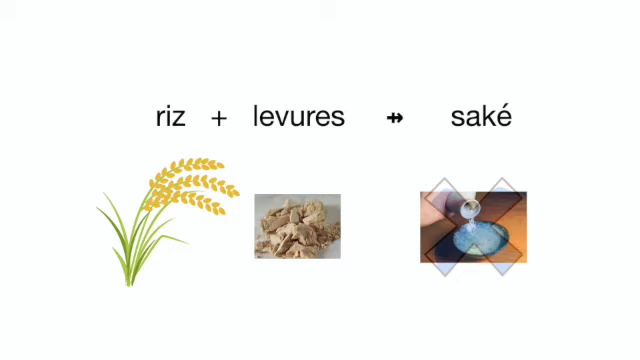 riz + levures ⇸ saké